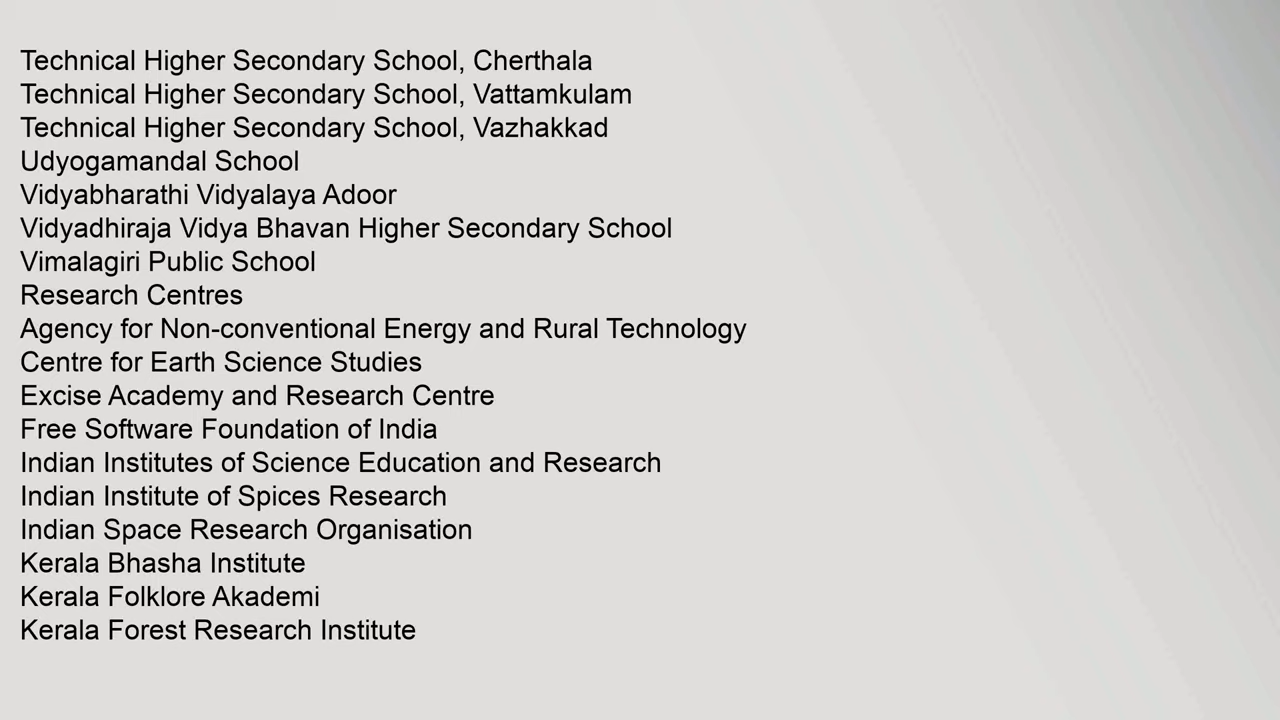 Technical Higher Secondary School, Cherthala
Technical Higher Secondary School, Vattamkulam
Technical Higher Secondary School, Vazhakkad
Udyogamandal School
Vidyabharathi Vidyalaya Adoor
Vidyadhiraja Vidya Bhavan Higher Secondary School
Vimalagiri Public School
Research Centres
Agency for Non-conventional Energy and Rural Technology
Centre for Earth Science Studies
Excise Academy and Research Centre
Free Software Foundation of India
Indian Institutes of Science Education and Research
Indian Institute of Spices Research
Indian Space Research Organisation
Kerala Bhasha Institute
Kerala Folklore Akademi
Kerala Forest Research Institute